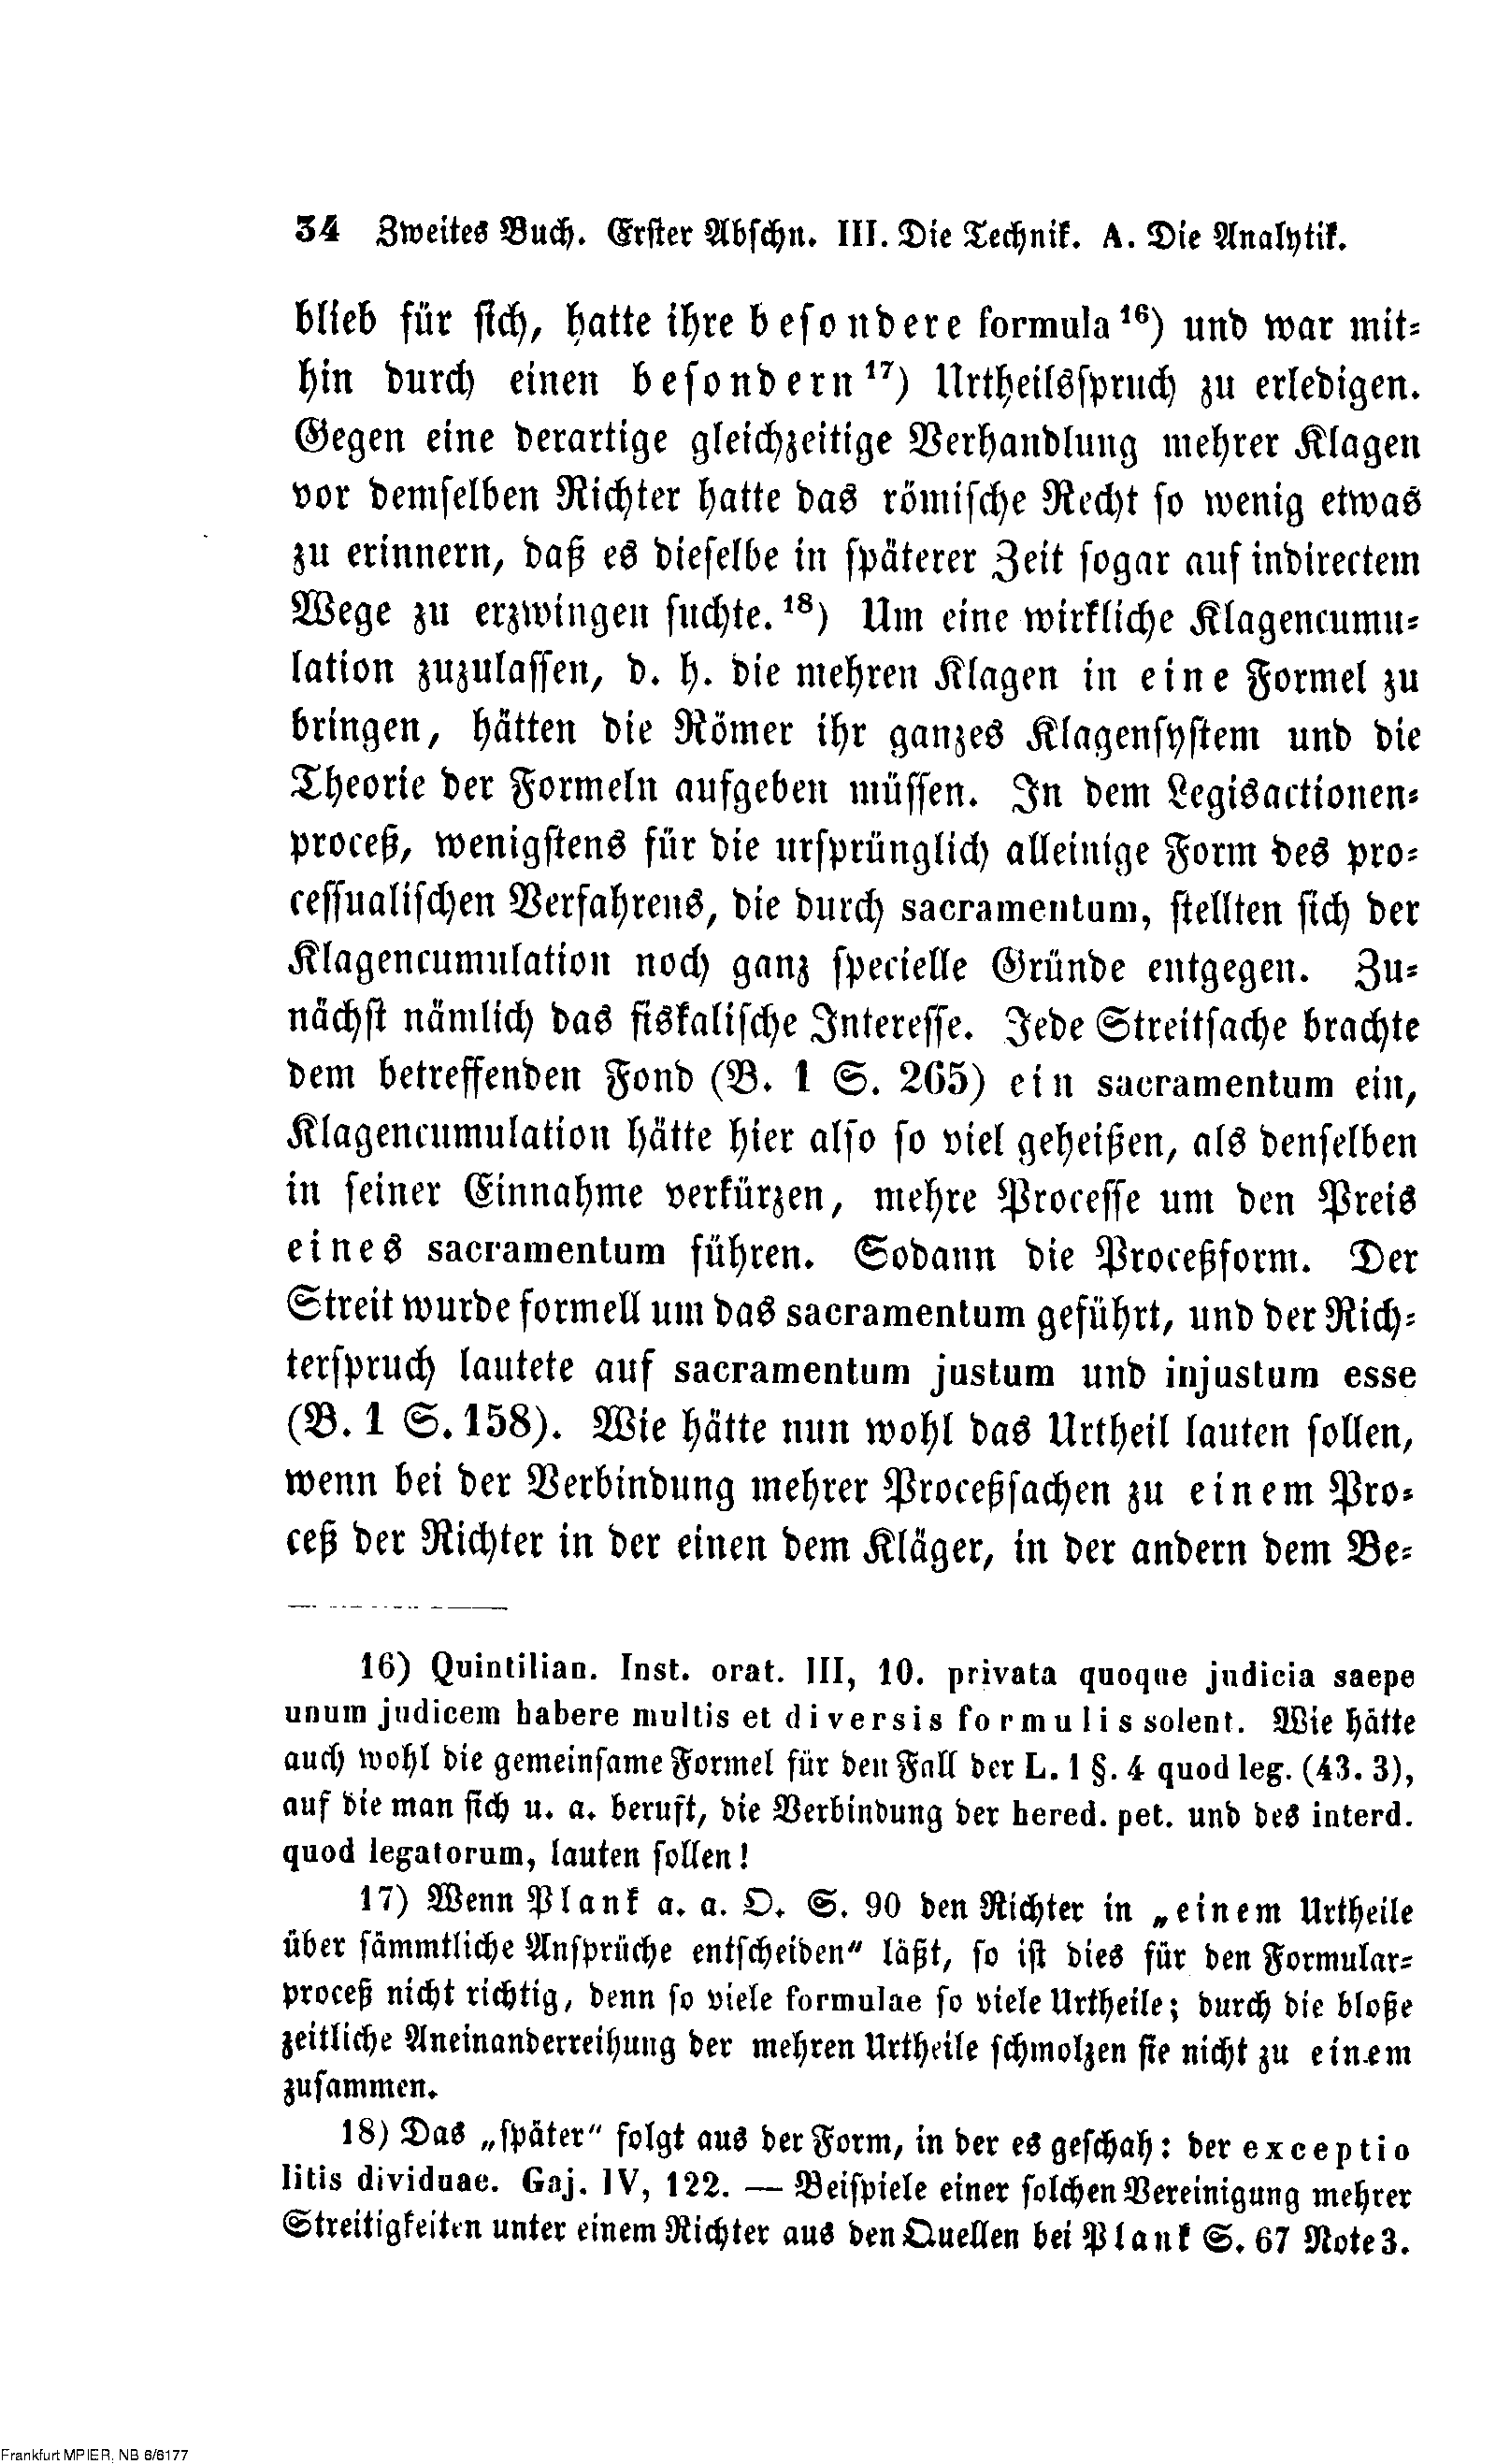 34 Zweites Buch. Erster Abschn. III. Die Technik. A. Die Analytik.
blieb für sich, hatte ihre besondere formula 16) und war mit-
hin durch einen besondern 17) Urtheilsspruch zu erledigen.
Gegen eine derartige gleichzeitige Verhandlung mehrer Klagen
vor demselben Richter hatte das römische Recht so wenig etwas
zu erinnern, daß es dieselbe in späterer Zeit sogar auf indirectem
Wege zu erzwingen suchte. 18) Um eine wirkliche Klagencumu-
lation zuzulassen, d. h. die mehren Klagen in eine Formel zu
bringen, hätten die Römer ihr ganzes Klagensystem und die
Theorie der Formeln aufgeben müssen. In dem Legisactionen-
proceß, wenigstens für die ursprünglich alleinige Form des pro-
cessualischen Verfahrens, die durch sacramentum, stellten sich der
Klagencumulation noch ganz specielle Gründe entgegen. Zu-
nächst nämlich das fiskalische Interesse. Jede Streitsache brachte
dem betreffenden Fond (B. 1 S. 265) ein sacramentum ein,
Klagencumulation hätte hier also so viel geheißen, als denselben
in seiner Einnahme verkürzen, mehre Processe um den Preis
eines sacramentum führen. Sodann die Proceßform. Der
Streit wurde formell um das sacramentum geführt, und der Rich-
terspruch lautete auf sacramentum justum und injustum esse
(B. 1 S. 158). Wie hätte nun wohl das Urtheil lauten sollen,
wenn bei der Verbindung mehrer Proceßsachen zu einem Pro-
ceß der Richter in der einen dem Kläger, in der andern dem Be-
16) Quintilian. Inst. orat. III, 10. privata quoque judicia saepe
unum judicem habere multis et diversis formulis solent. Wie hätte
auch wohl die gemeinsame Formel für den Fall der L. 1 §. 4 quod leg. (43. 3),
auf die man sich u. a. beruft, die Verbindung der hered. pet. und des interd.
quod legatorum, lauten sollen!
17) Wenn Plank a. a. O. S. 90 den Richter in „einem Urtheile
über sämmtliche Ansprüche entscheiden" läßt, so ist dies für den Formular-
proceß nicht richtig, denn so viele formulae so viele Urtheile; durch die bloße
zeitliche Aneinanderreihung der mehren Urtheile schmolzen sie nicht zu einem
zusammen.
18) Das „später" folgt aus der Form, in der es geschah: der exceptio
litis dividuae. Gaj. IV, 122. — Beispiele einer solchen Vereinigung mehrer
Streitigkeiten unter einem Richter aus den Quellen bei Plank S. 67 Note 3.
Frankfurt MPIER, NB 6/6177